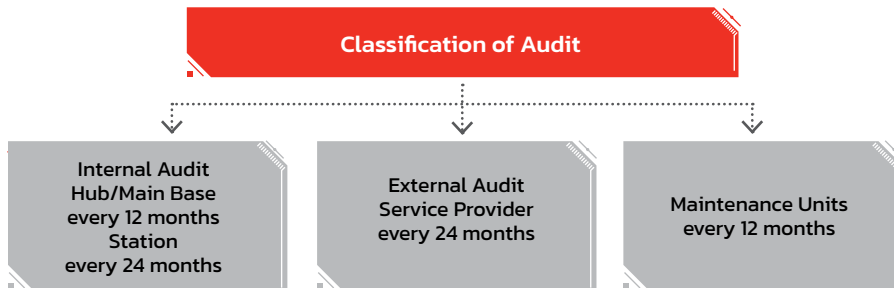 Classification of Audit
Internal Audit
Hub/Main Base
every 12 months
Station
every 24 months
External Audit
Service Provider
every 24 months
Maintenance Units
every 12 months